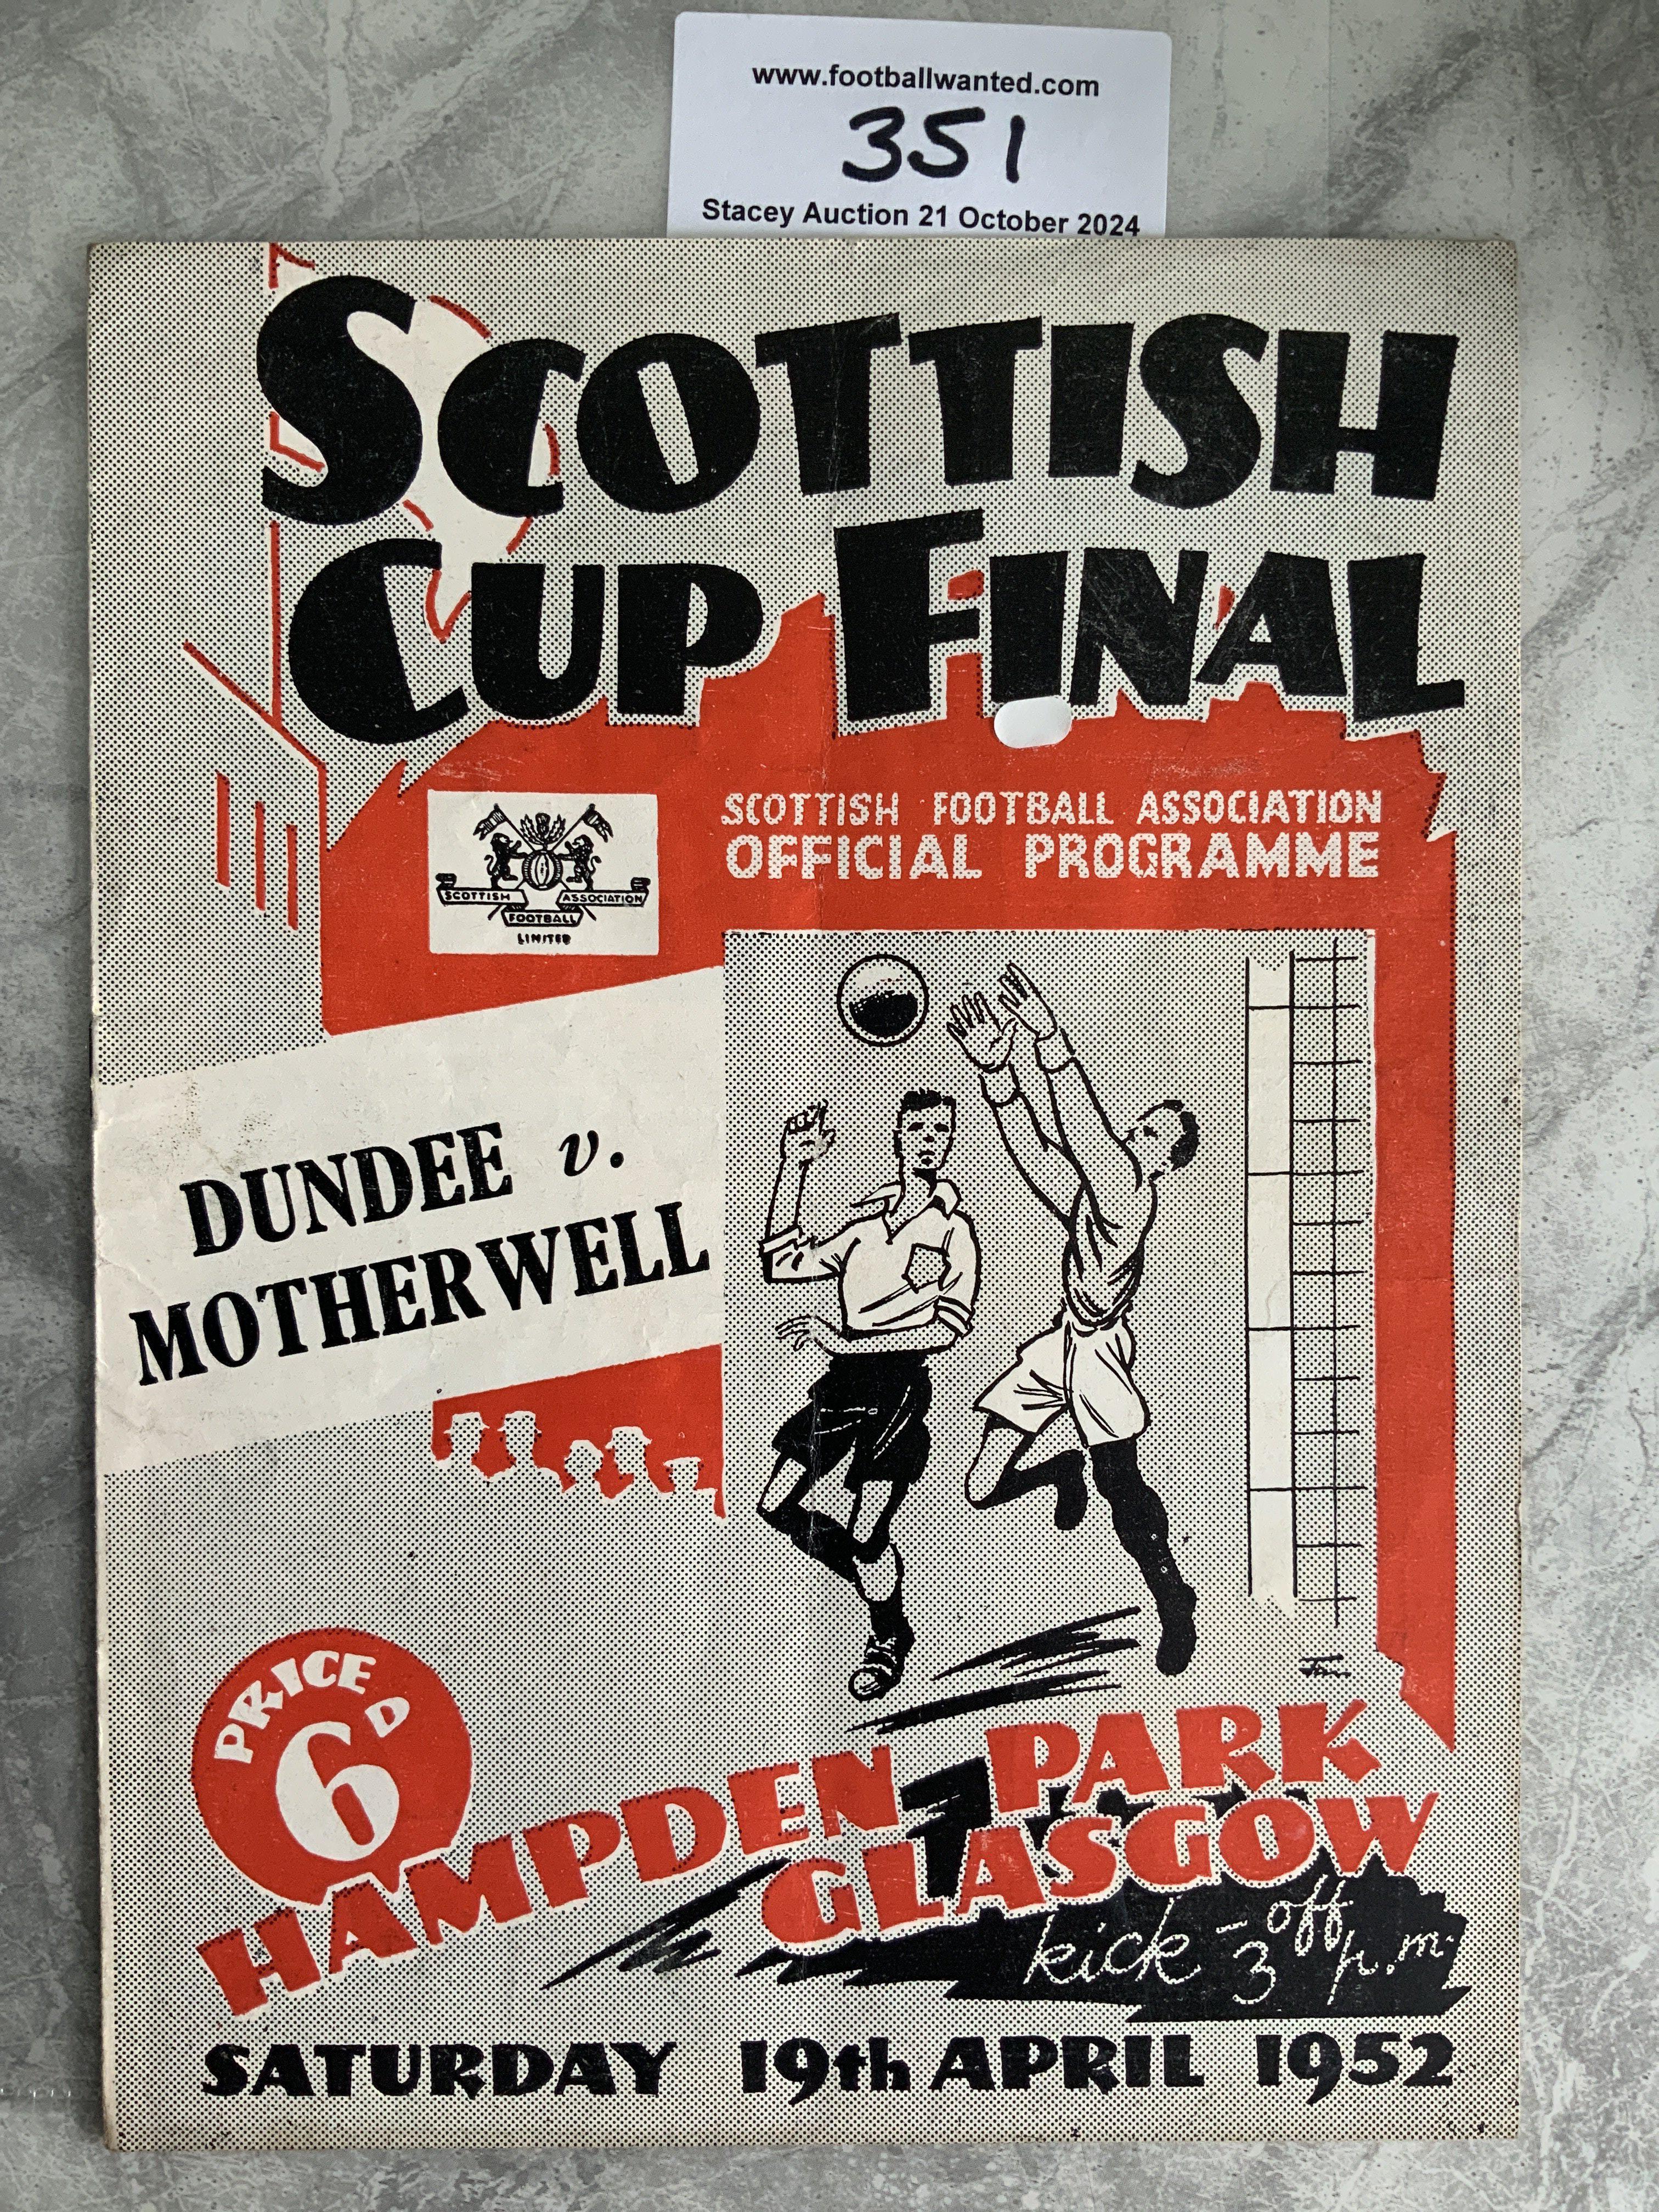 www.footballwanted.com
351
Stacey Auction 21 October 2024
SCOTTISH
CUP FINAL
SCOTTISH FOOTBALL ASSOCIATION
OFFICIAL PROGRAMME
SCOTTISH ASSOCIATION
FOOTBALL
LIMITED
DUNDEE v.
MOTHERWELL
PRICE
6D
HAMPDEN PARK
GLASGOW
kick-off
3 p.m.
SATURDAY 19th APRIL 1952